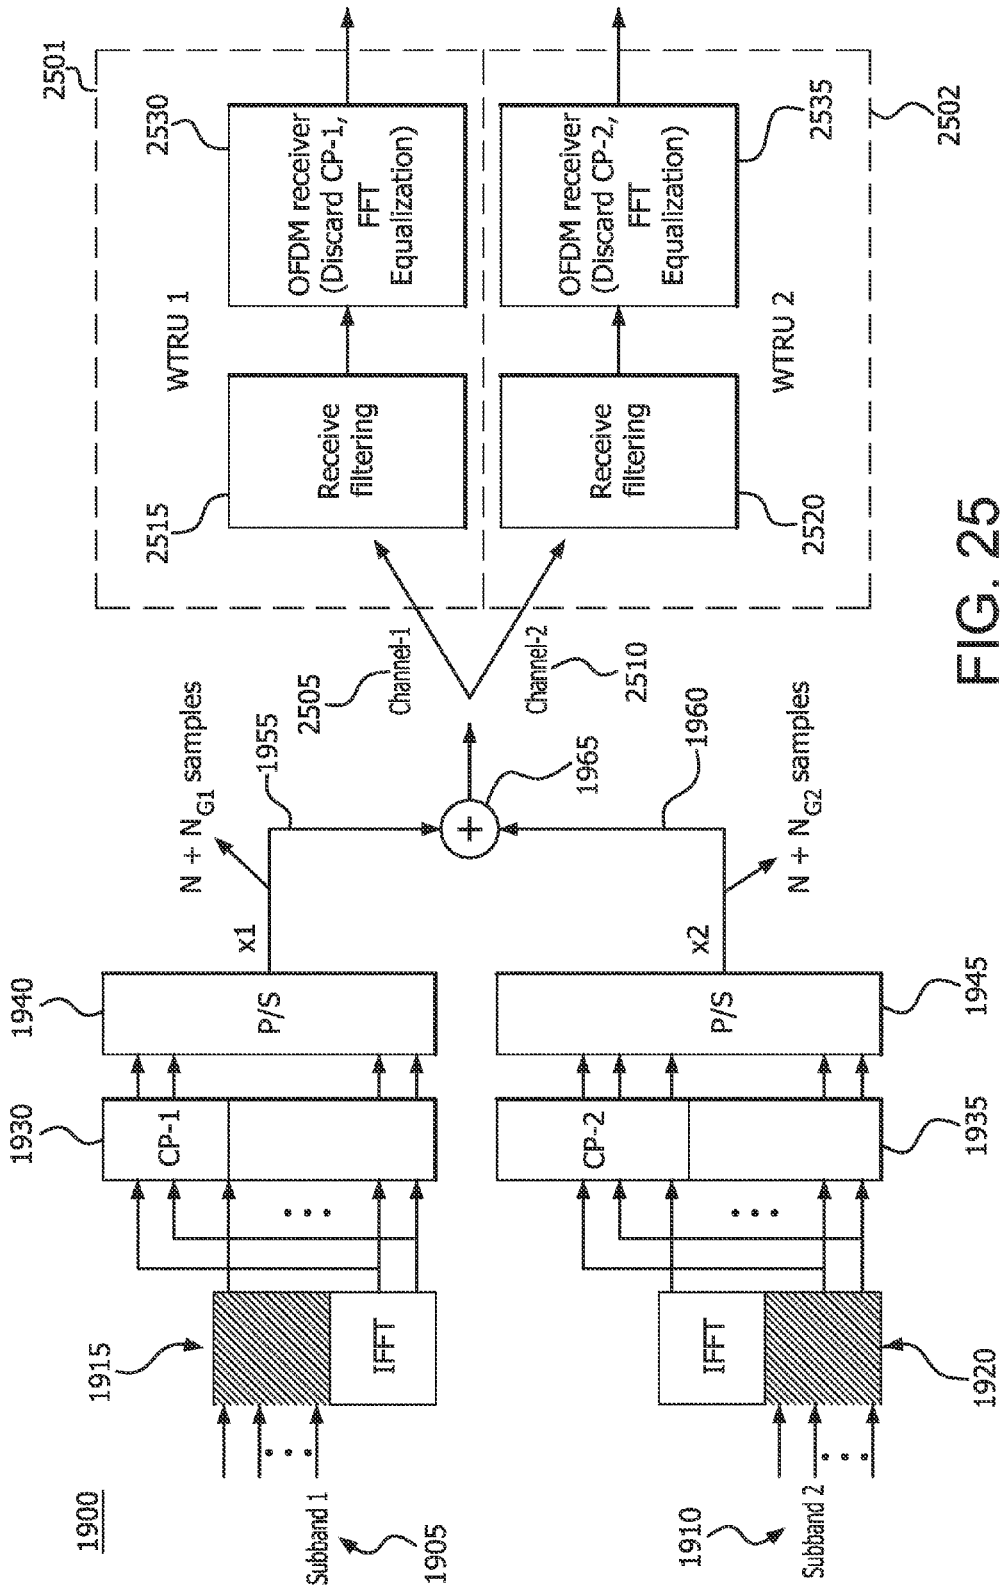 1900
Subband 1
1905
1915
IFFT
1930
CP-1
1940
P/S
x1
N + NG1 samples
1955
1910
Subband 2
IFFT
1920
CP-2
1935
P/S
1945
x2
N + NG2 samples
1960
+
1965
2505
Channel-1
Channel-2
2510
2501
WTRU 1
2515
Receive
filtering
2530
OFDM receiver
(Discard CP-1,
FFT
Equalization)
Receive
filtering
2520
OFDM receiver
(Discard CP-2,
FFT
Equalization)
2535
WTRU 2
2502
FIG. 25